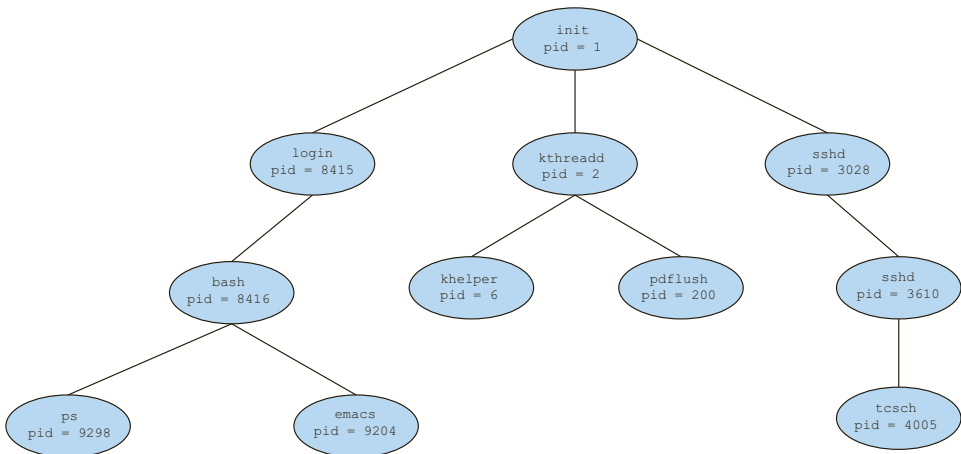 init
pid = 1
login
pid = 8415
kthreadd
pid = 2
sshd
pid = 3028
bash
pid = 8416
khelper
pid = 6
pdflush
pid = 200
sshd
pid = 3610
ps
pid = 9298
emacs
pid = 9204
tcsch
pid = 4005